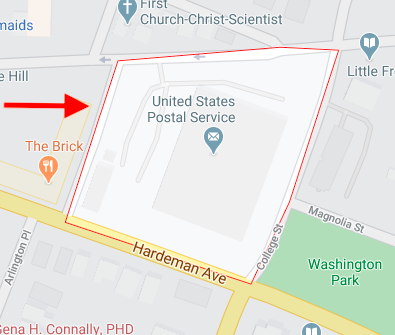 First
Church-Christ-Scientist
maids
e Hill
Little Fr
United States
Postal Service
The Brick
Magnolia St
College St
Arlington Pl
Hardeman Ave
Washington
Park
Gena H. Connally, PHD